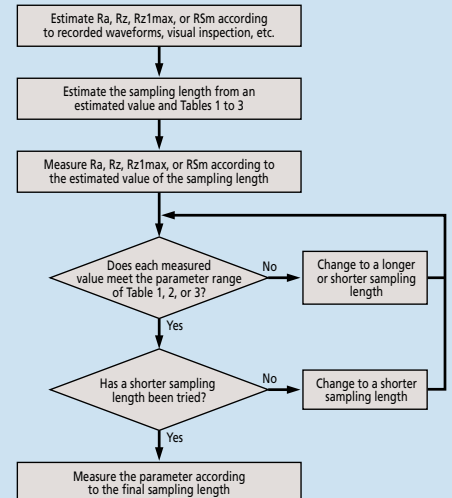 Estimate Ra, Rz, Rz1max, or RSm according
to recorded waveforms, visual inspection, etc.
Estimate the sampling length from an
estimated value and Tables 1 to 3
Measure Ra, Rz, Rz1max, or RSm according to
the estimated value of the sampling length
Does each measured
value meet the parameter range
of Table 1, 2, or 3?
No
Change to a longer
or shorter sampling
length
Yes
Has a shorter sampling
length been tried?
No
Change to a shorter
sampling length
Yes
Measure the parameter according
to the final sampling length